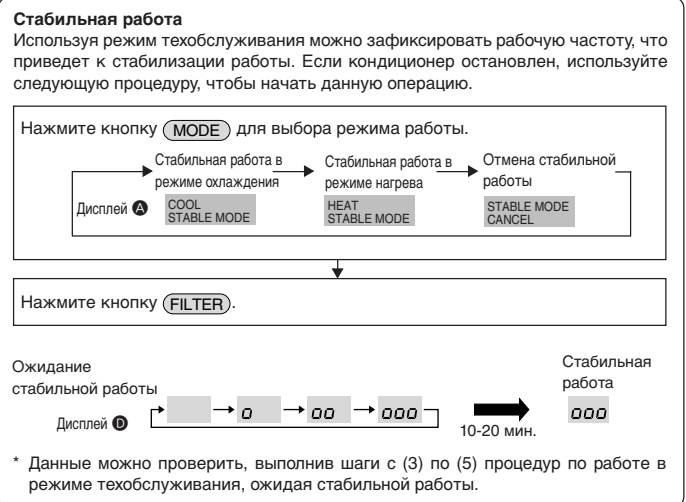 Стабильная работа
Используя режим техобслуживания можно зафиксировать рабочую частоту, что
приведет к стабилизации работы. Если кондиционер остановлен, используйте
следующую процедуру, чтобы начать данную операцию.
Нажмите кнопку MODE для выбора режима работы.
Стабильная работа в
режиме охлаждения
Стабильная работа в
режиме нагрева
Отмена стабильной
работы
Дисплей A
COOL
STABLE MODE
HEAT
STABLE MODE
STABLE MODE
CANCEL
Нажмите кнопку FILTER.
Ожидание
стабильной работы
Стабильная
работа
Дисплей D
o
oo
ooo
10-20 мин.
ooo
* Данные можно проверить, выполнив шаги с (3) по (5) процедур по работе в
режиме техобслуживания, ожидая стабильной работы.